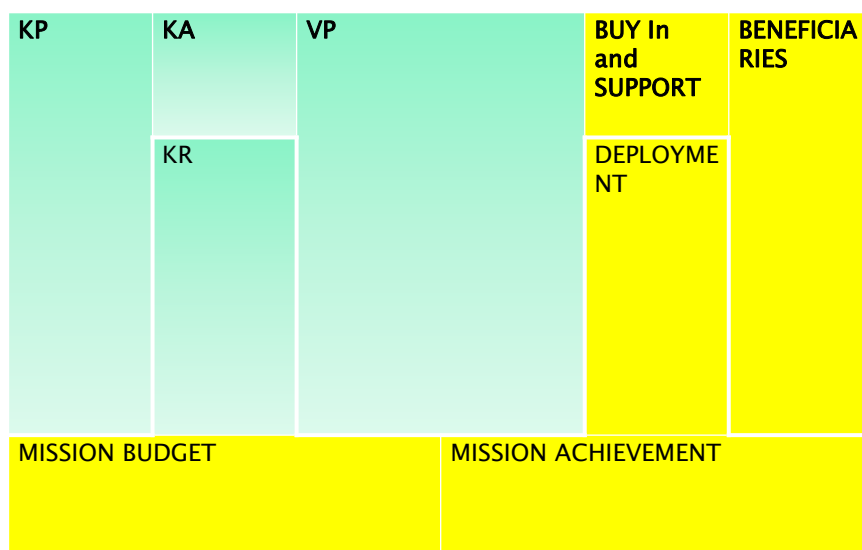 KP
KA
VP
BUY In
and
SUPPORT
BENEFICIA
RIES
KR
DEPLOYME
NT
MISSION BUDGET
MISSION ACHIEVEMENT